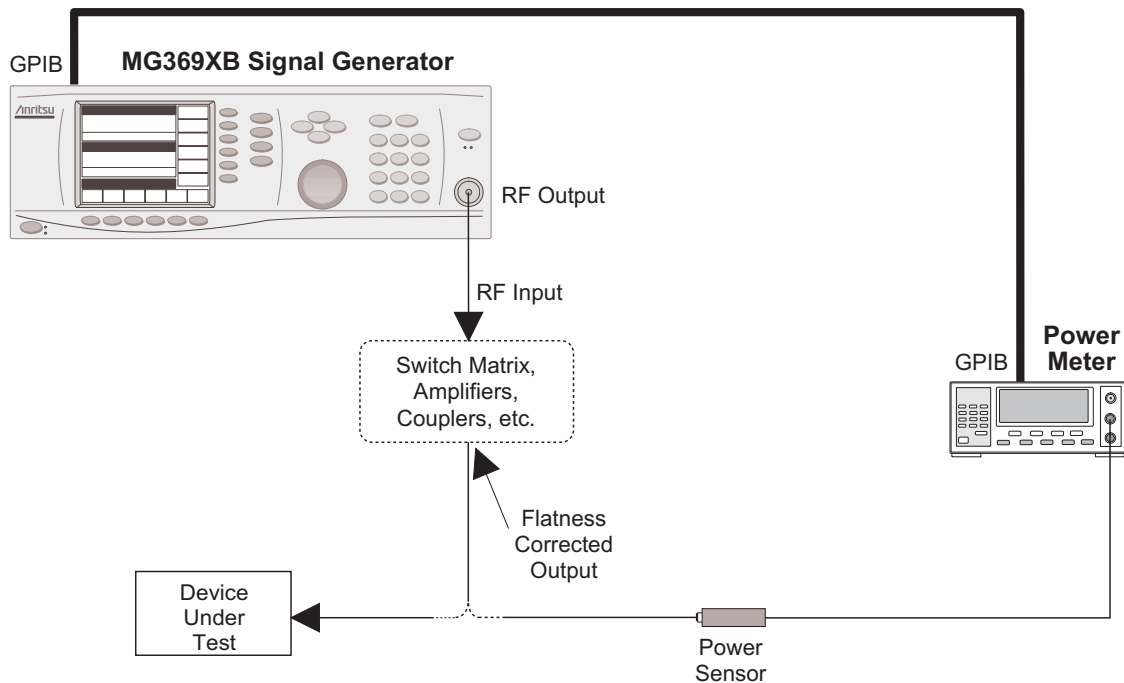 GPIB
MG369XB Signal Generator
Anritsu
RF Output
RF Input
Switch Matrix,
Amplifiers,
Couplers, etc.
Power
Meter
GPIB
Flatness
Corrected
Output
Device
Under
Test
Power
Sensor